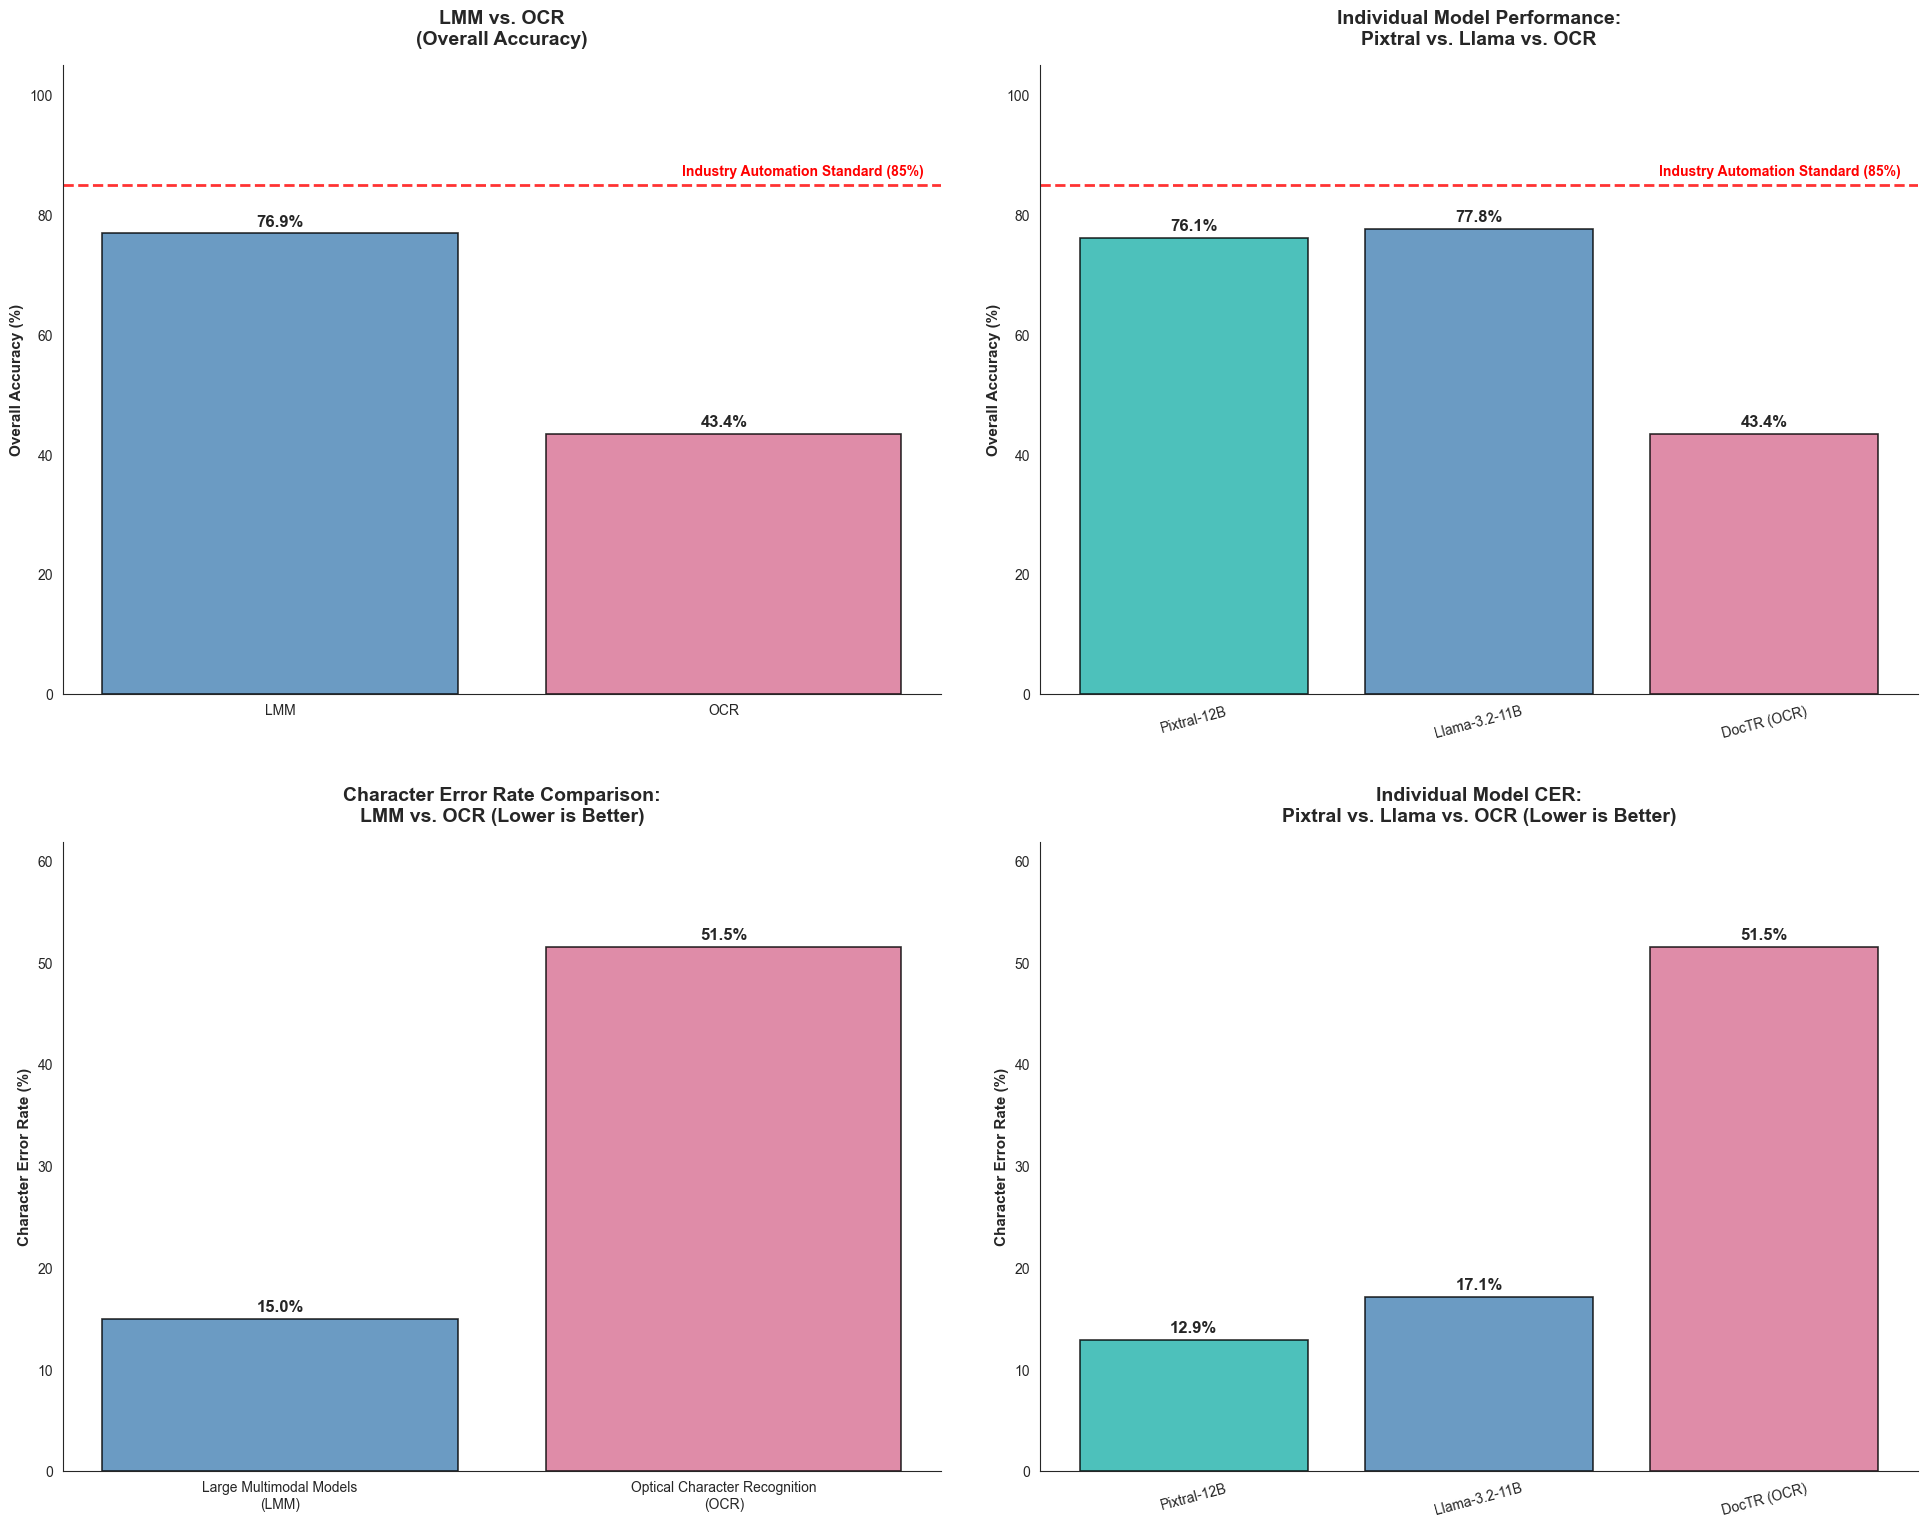 LMM vs. OCR
(Overall Accuracy)
100
80
60
40
20
0
Overall Accuracy (%)
Industry Automation Standard (85%)
76.9%
43.4%
LMM
OCR
Individual Model Performance:
Pixtral vs. Llama vs. OCR
100
80
60
40
20
0
Overall Accuracy (%)
Industry Automation Standard (85%)
76.1%
77.8%
43.4%
Pixtral-12B
Llama-3.2-11B
DocTR (OCR)
Character Error Rate Comparison:
LMM vs. OCR (Lower is Better)
60
50
40
30
20
10
0
Character Error Rate (%)
15.0%
51.5%
Large Multimodal Models
(LMM)
Optical Character Recognition
(OCR)
Individual Model CER:
Pixtral vs. Llama vs. OCR (Lower is Better)
60
50
40
30
20
10
0
Character Error Rate (%)
12.9%
17.1%
51.5%
Pixtral-12B
Llama-3.2-11B
DocTR (OCR)